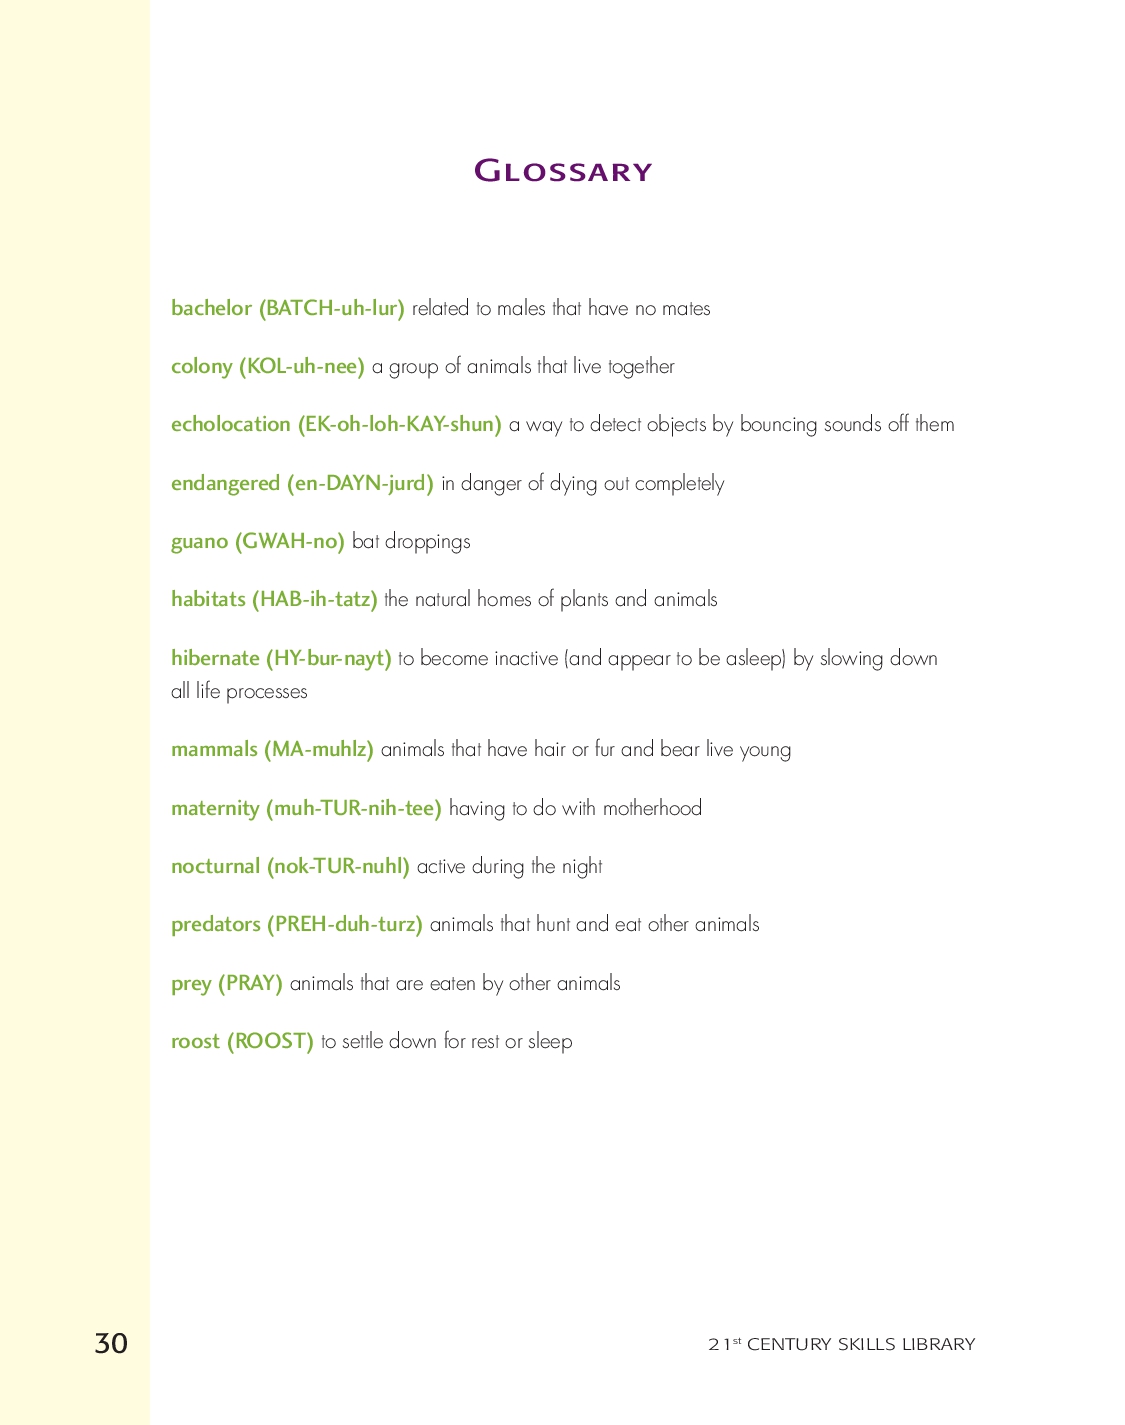 Glossary
bachelor (BATCH-uh-lur) related to males that have no mates
colony (KOL-uh-nee) a group of animals that live together
echolocation (EK-oh-loh-KAY-shun) a way to detect objects by bouncing sounds off them
endangered (en-DAYN-jurd) in danger of dying out completely
guano (GWAH-no) bat droppings
habitats (HAB-ih-tatz) the natural homes of plants and animals
hibernate (HY-bur-nayt) to become inactive (and appear to be asleep) by slowing down
all life processes
mammals (MA-muhlz) animals that have hair or fur and bear live young
maternity (muh-TUR-nih-tee) having to do with motherhood
nocturnal (nok-TUR-nuhl) active during the night
predators (PREH-duh-turz) animals that hunt and eat other animals
prey (PRAY) animals that are eaten by other animals
roost (ROOST) to settle down for rest or sleep
30
21st CENTURY SKILLS LIBRARY